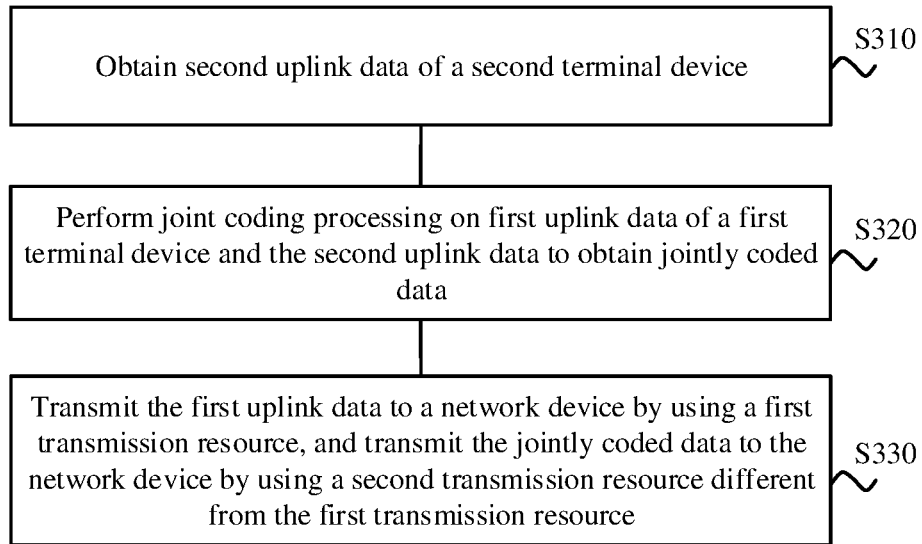 S310
Obtain second uplink data of a second terminal device
Perform joint coding processing on first uplink data of a first
terminal device and the second uplink data to obtain jointly coded
data
S320
Transmit the first uplink data to a network device by using a first
transmission resource, and transmit the jointly coded data to the
network device by using a second transmission resource different
from the first transmission resource
S330